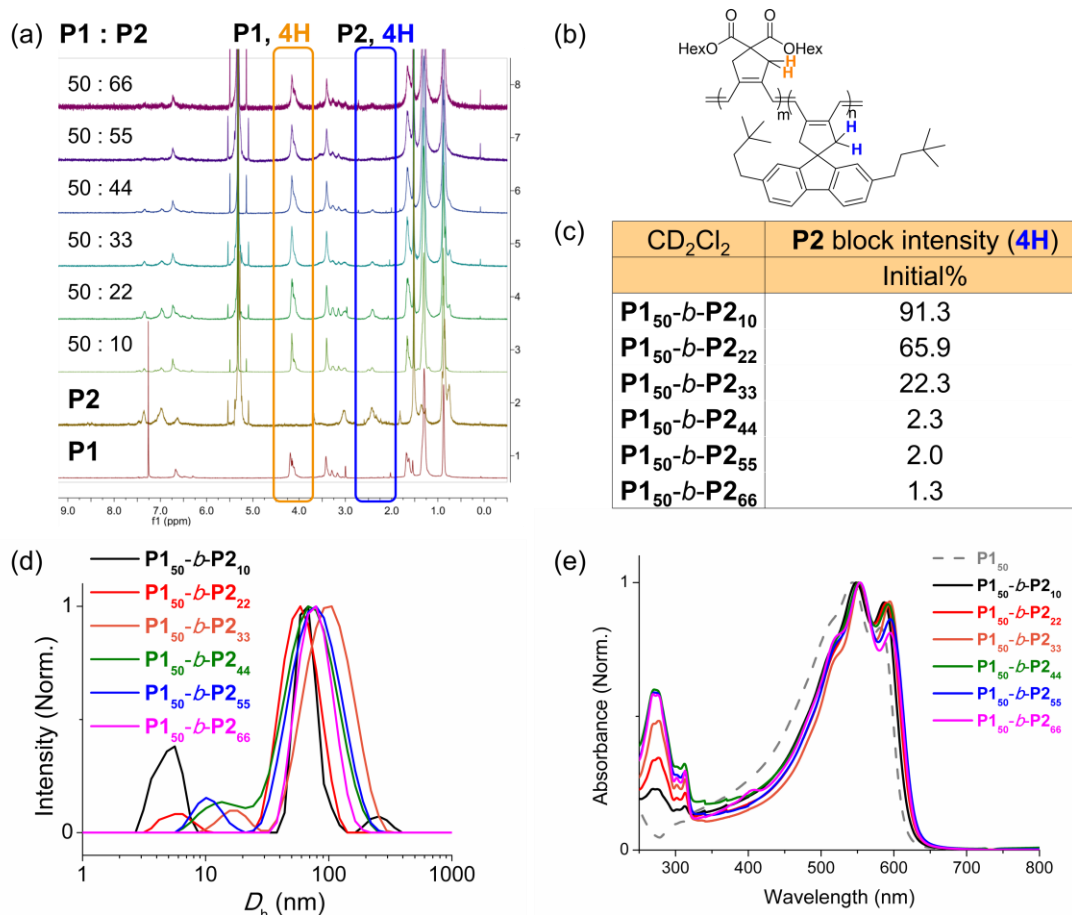 (a)
P1 : P2
P1, 4H
P2, 4H
50 : 66
50 : 55
50 : 44
50 : 33
50 : 22
50 : 10
P2
P1
8
7
6
5
4
3
2
1
9.0 8.0 7.0 6.0 5.0 4.0 3.0 2.0 1.0 0.0
f1 (ppm)
(b)
O O
HexO OHex
H
H
m
n
H
H
(c)
CD₂Cl₂ P2 block intensity (4H)
Initial%
P1₅₀-b-P2₁₀ 91.3
P1₅₀-b-P2₂₂ 65.9
P1₅₀-b-P2₃₃ 22.3
P1₅₀-b-P2₄₄ 2.3
P1₅₀-b-P2₅₅ 2.0
P1₅₀-b-P2₆₆ 1.3
(d)
P1₅₀-b-P2₁₀
P1₅₀-b-P2₂₂
P1₅₀-b-P2₃₃
P1₅₀-b-P2₄₄
P1₅₀-b-P2₅₅
P1₅₀-b-P2₆₆
Intensity (Norm.)
1
0
1 10 100 1000
Dₕ (nm)
(e)
P1₅₀
P1₅₀-b-P2₁₀
P1₅₀-b-P2₂₂
P1₅₀-b-P2₃₃
P1₅₀-b-P2₄₄
P1₅₀-b-P2₅₅
P1₅₀-b-P2₆₆
Absorbance (Norm.)
1
0
300 400 500 600 700 800
Wavelength (nm)